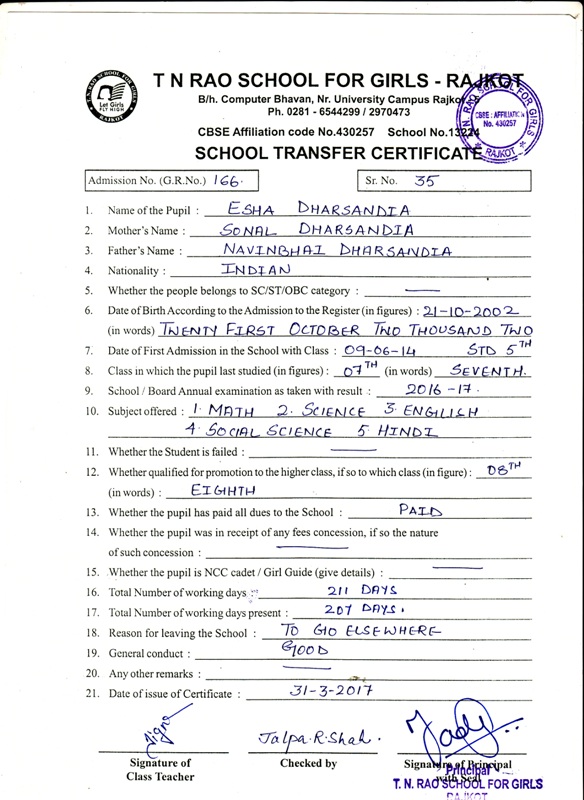 T. N. RAO SCHOOL FOR GIRLS
Let Girls
FLY HIGH
RAJKOT
T N RAO SCHOOL FOR GIRLS - RAJKOT
B/h. Computer Bhavan, Nr. University Campus Rajkot
Ph. 0281 - 6544299 / 2970473
CBSE Affiliation code No.430257 School No.13224
T. N. RAO SCHOOL FOR GIRLS
CBSE : AFFILIATION
No. 430257
RAJKOT
SCHOOL TRANSFER CERTIFICATE
Admission No. (G.R.No.) 166. Sr. No. 35
1. Name of the Pupil : ESHA DHARSANDIA
2. Mother's Name : SONAL DHARSANDIA
3. Father's Name : NAVINBHAI DHARSANDIA
4. Nationality : INDIAN
5. Whether the people belongs to SC/ST/OBC category : —
6. Date of Birth According to the Admission to the Register (in figures) : 21-10-2002
(in words) TWENTY FIRST OCTOBER TWO THOUSAND TWO
7. Date of First Admission in the School with Class : 09-06-14 STD 5TH
8. Class in which the pupil last studied (in figures) : 07TH (in words) SEVENTH.
9. School / Board Annual examination as taken with result : 2016-17.
10. Subject offered : 1. MATH 2. SCIENCE 3. ENGLISH
4. SOCIAL SCIENCE 5. HINDI
11. Whether the Student is failed : —
12. Whether qualified for promotion to the higher class, if so to which class (in figure) : 08TH
(in words) : EIGHTH
13. Whether the pupil has paid all dues to the School : PAID
14. Whether the pupil was in receipt of any fees concession, if so the nature
of such concession : —
15. Whether the pupil is NCC cadet / Girl Guide (give details) : —
16. Total Number of working days : 211 DAYS
17. Total Number of working days present : 207 DAYS.
18. Reason for leaving the School : TO GO ELSEWHERE
19. General conduct : GOOD
20. Any other remarks : —
21. Date of issue of Certificate : 31-3-2017
Jalpa.R.Shah.
Signature of Checked by Signature of Principal
Class Teacher with Seal
Principal
T. N. RAO SCHOOL FOR GIRLS
RAJKOT